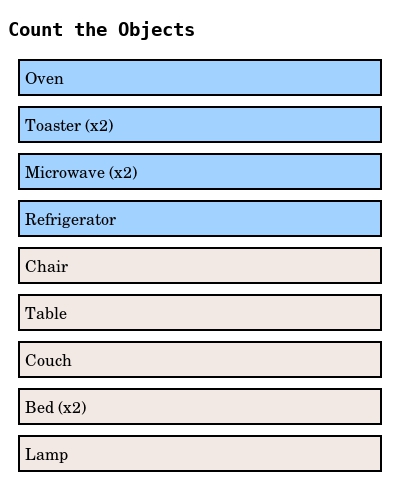 Count the Objects
Oven
Toaster (x2)
Microwave (x2)
Refrigerator
Chair
Table
Couch
Bed (x2)
Lamp